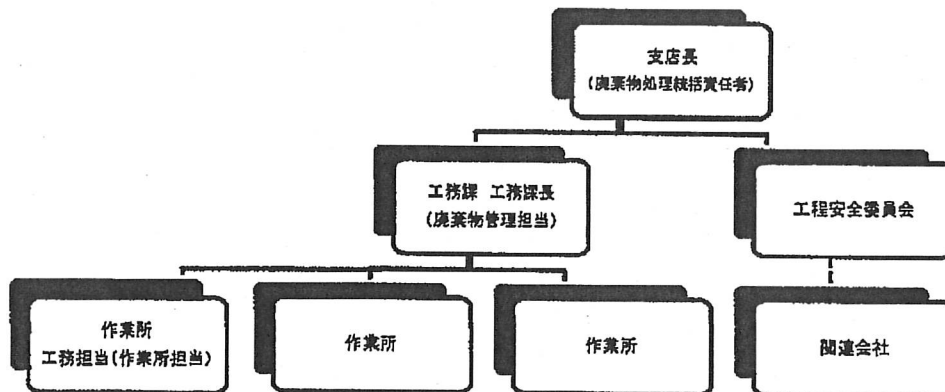 支店長
(廃棄物処理統括責任者)
工務課 工務課長
(廃棄物管理担当)
工程安全委員会
作業所
工務担当(作業所担当)
作業所
作業所
関連会社